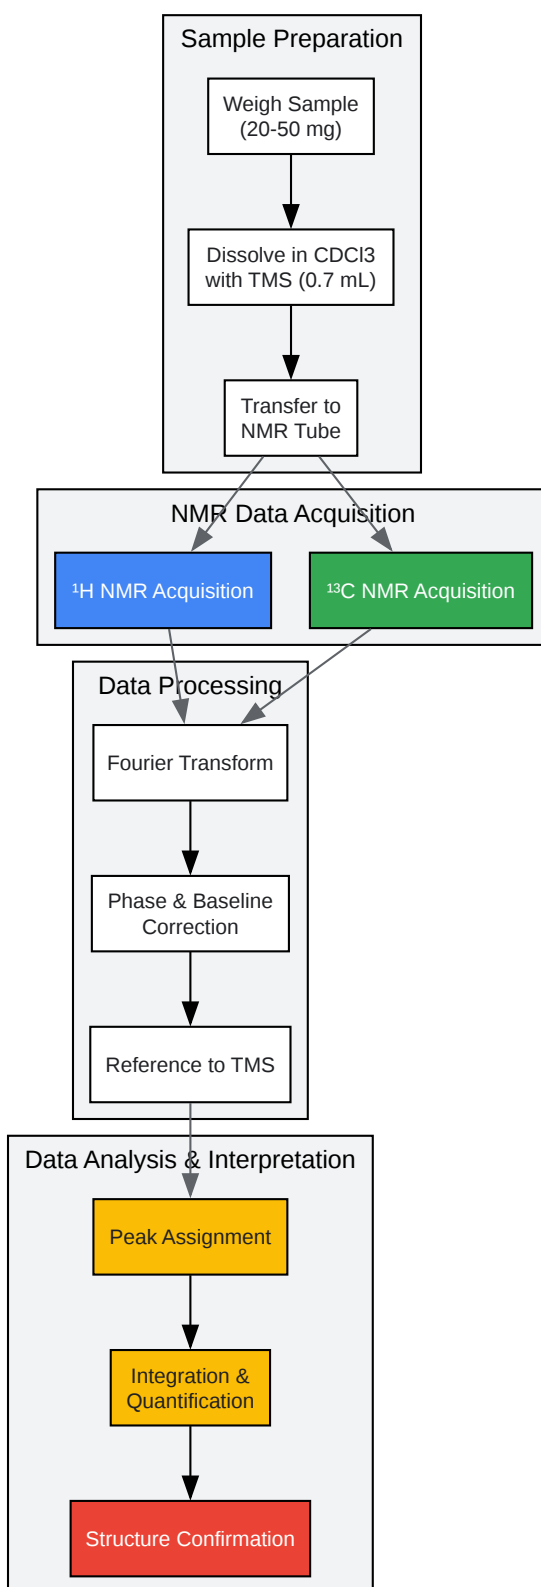 Sample Preparation
Weigh Sample
(20-50 mg)
Dissolve in CDCl3
with TMS (0.7 mL)
Transfer to
NMR Tube
NMR Data Acquisition
¹H NMR Acquisition
¹³C NMR Acquisition
Data Processing
Fourier Transform
Phase & Baseline
Correction
Reference to TMS
Data Analysis & Interpretation
Peak Assignment
Integration &
Quantification
Structure Confirmation